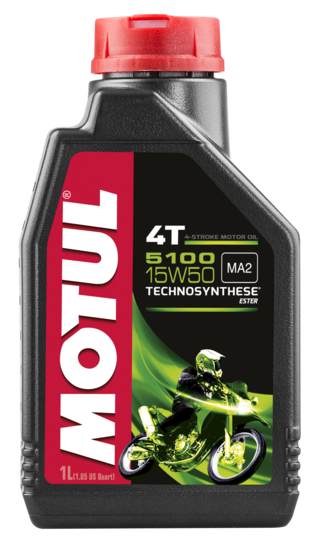 MOTUL®
4T 4-STROKE MOTOR OIL
5100
15W50 MA2
TECHNOSYNTHESE®
ESTER
1L(1.05 US Quart)